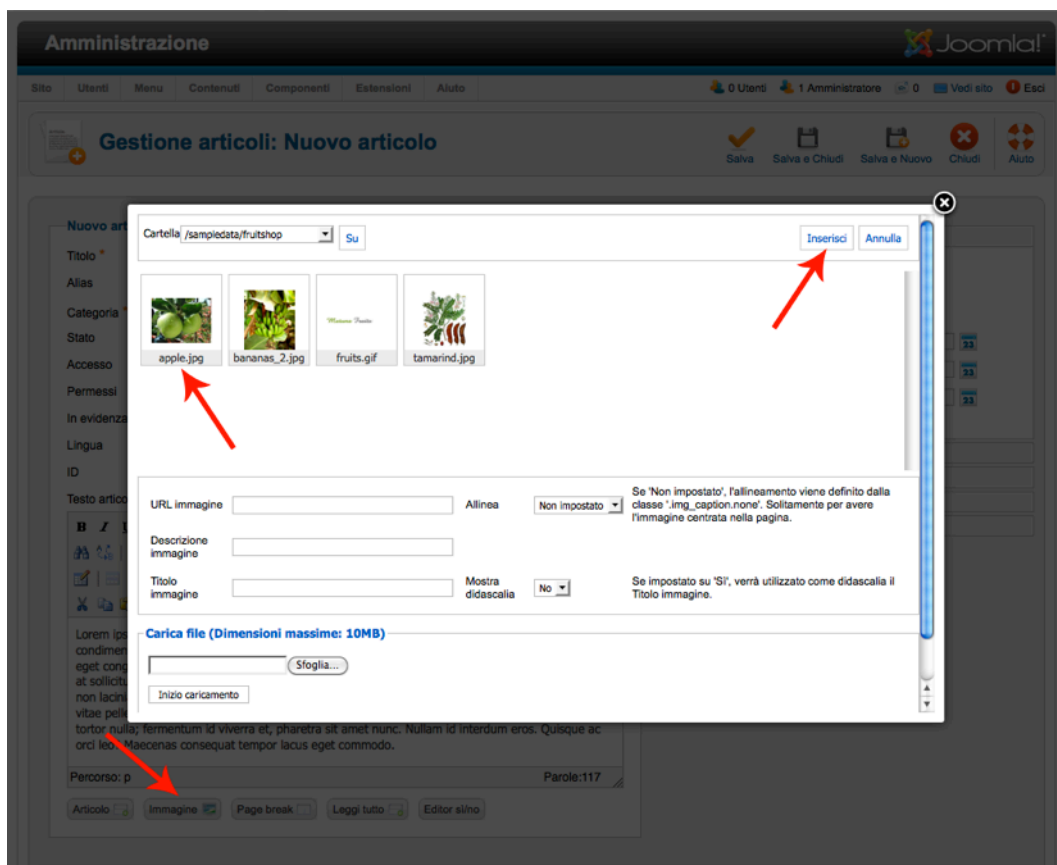 Amministrazione
Joomla!
Sito Utenti Menu Contenuti Componenti Estensioni Aiuto 0 Utenti 1 Amministratore 0 Vedi sito Esci
Gestione articoli: Nuovo articolo
Salva Salva e Chiudi Salva e Nuovo Chiudi Aiuto
Nuovo art
Cartella /sampledata/fruitshop Su Inserisci Annulla
Titolo *
Alias
Categoria *
Stato
Accesso
Permessi
In evidenza
Lingua
ID
Testo artico
apple.jpg bananas_2.jpg fruits.gif tamarind.jpg
23
23
23
URL immagine Allinea Non impostato Se 'Non impostato', l'allineamento viene definito dalla
classe '.img_caption.none'. Solitamente per avere
l'immagine centrata nella pagina.
Descrizione
immagine
Titolo
immagine
Mostra
didascalia
No
Se impostato su 'Sì', verrà utilizzato come didascalia il
Titolo immagine.
Carica file (Dimensioni massime: 10MB)
Sfoglia...
Inizio caricamento
B I U
Lorem ips
condimen
eget cong
at sollicitu
non lacini
vitae pelle
tortor nulla; fermentum id viverra et, pharetra sit amet nunc. Nullam id interdum eros. Quisque ac
orci leo. Maecenas consequat tempor lacus eget commodo.
Percorso: p Parole:117
Articolo Immagine Page break Leggi tutto Editor sì/no